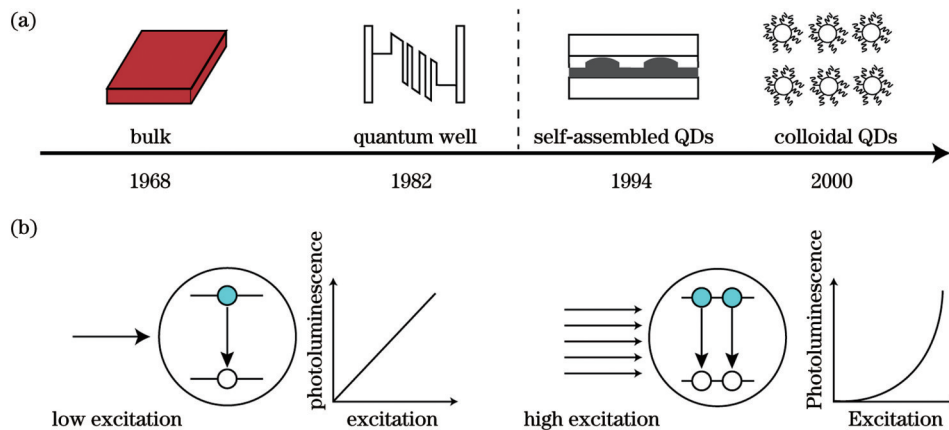 (a)
bulk
quantum well
self-assembled QDs
colloidal QDs
1968
1982
1994
2000
(b)
low excitation
photoluminescence
excitation
high excitation
Photoluminescence
Excitation